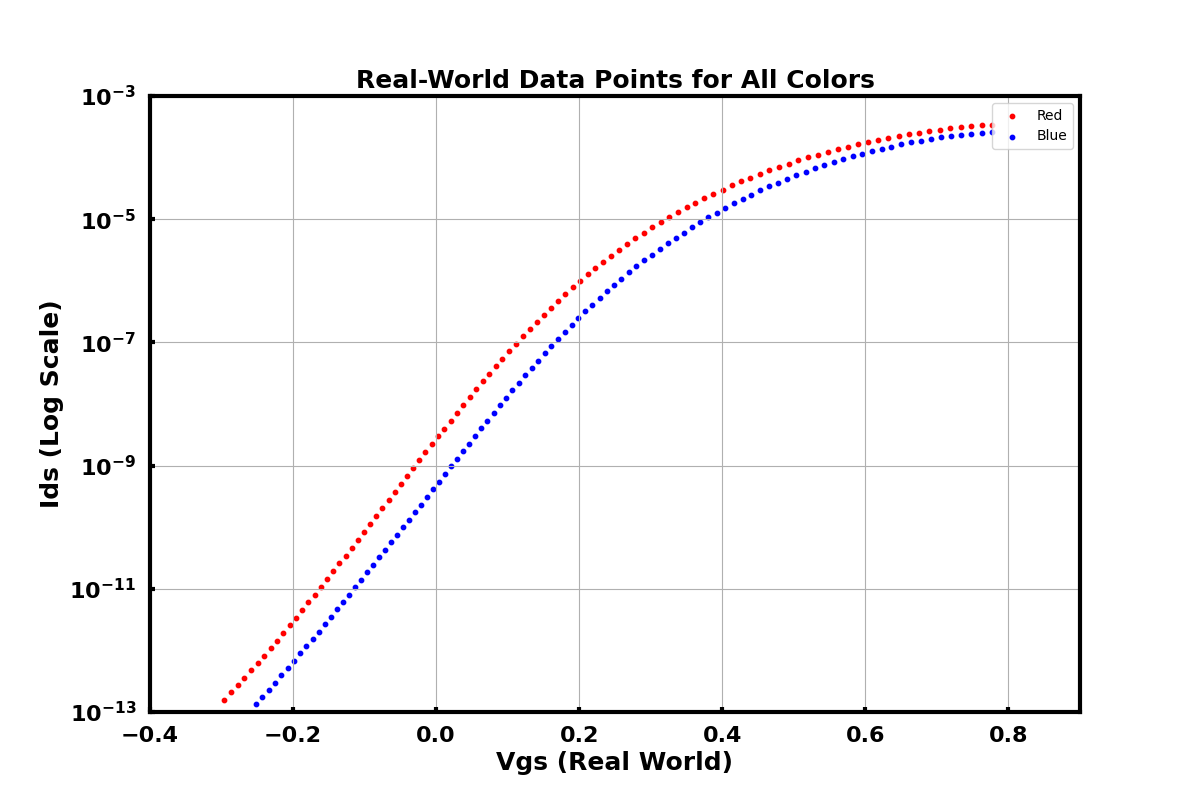 Real-World Data Points for All Colors
Red
Blue
10⁻³
10⁻⁵
10⁻⁷
10⁻⁹
10⁻¹¹
10⁻¹³
Ids (Log Scale)
−0.4 −0.2 0.0 0.2 0.4 0.6 0.8
Vgs (Real World)